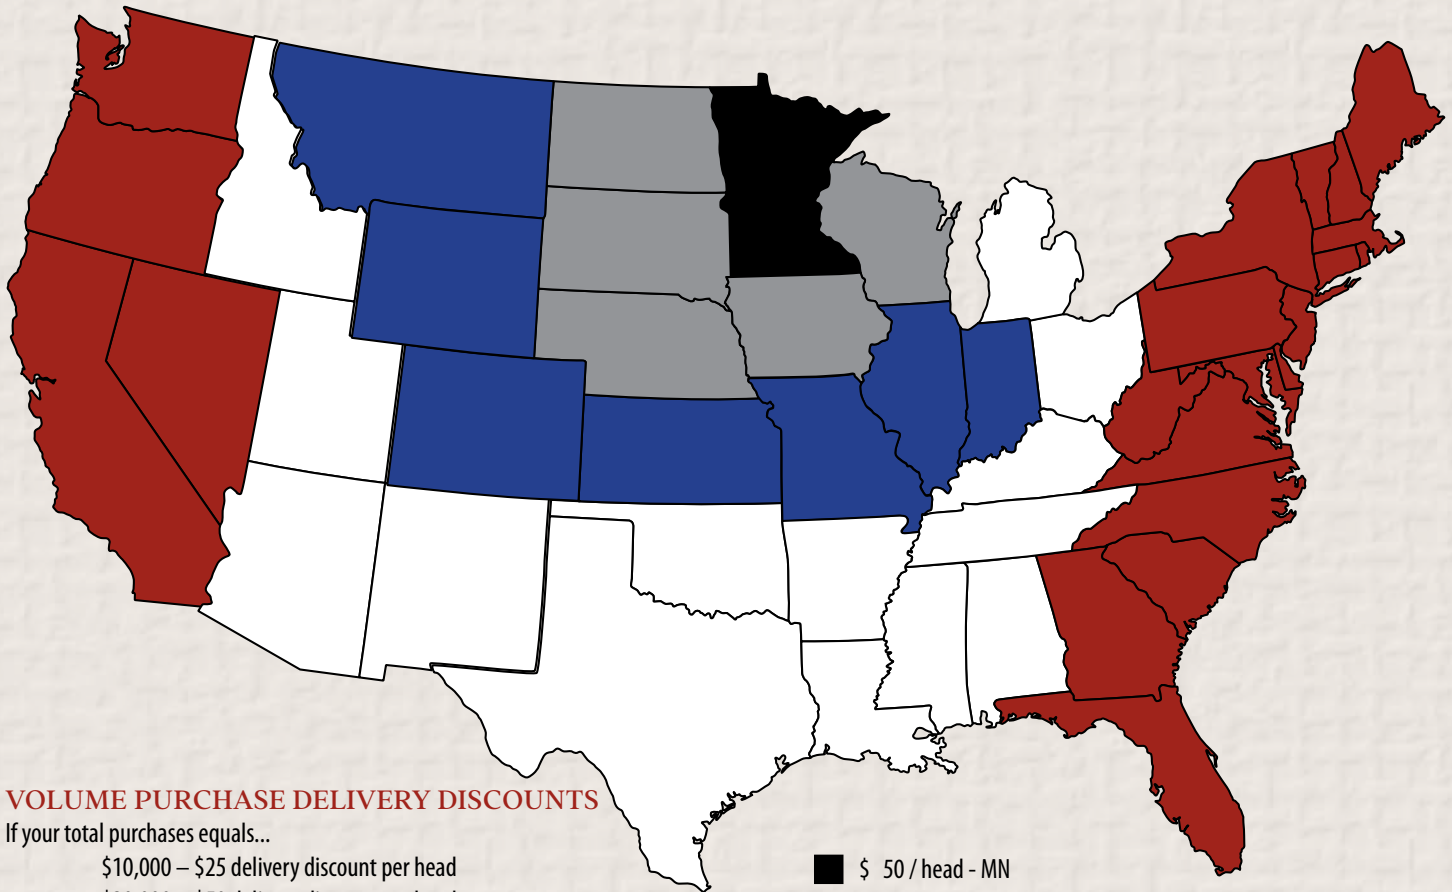 VOLUME PURCHASE DELIVERY DISCOUNTS
If your total purchases equals...
$10,000 – $25 delivery discount per head
$ 50 / head - MN